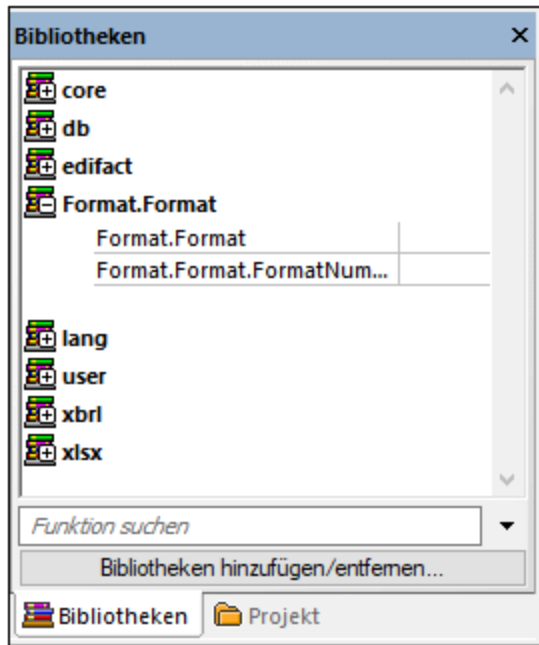 Bibliotheken
core
db
edifact
Format.Format
Format.Format
Format.Format.FormatNum...
lang
user
xbrl
xlsx
Funktion suchen
Bibliotheken hinzufügen/entfernen...
Bibliotheken Projekt